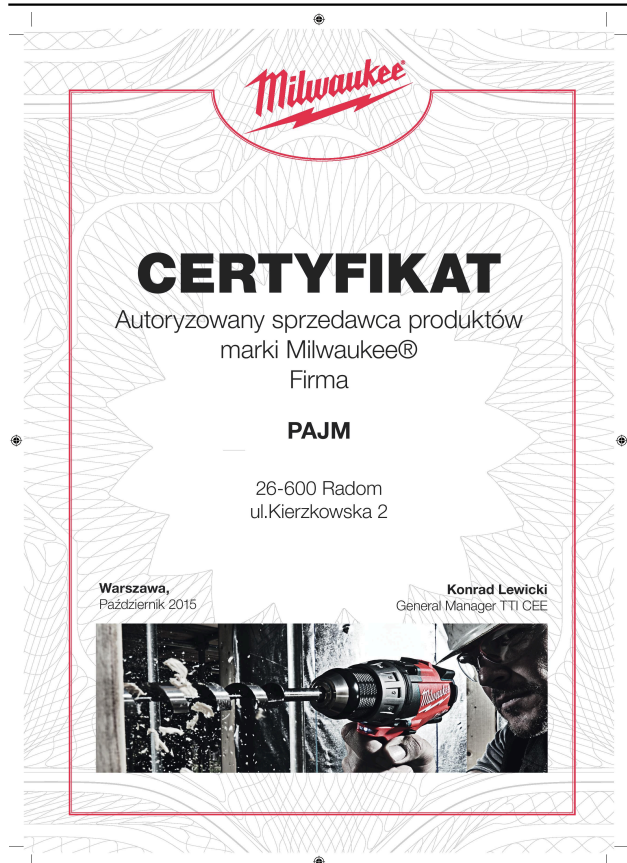 Milwaukee®
CERTYFIKAT
Autoryzowany sprzedawca produktów
marki Milwaukee®
Firma
PAJM
26-600 Radom
ul.Kierzkowska 2
Warszawa,
Październik 2015
Konrad Lewicki
General Manager TTI CEE
Milwaukee